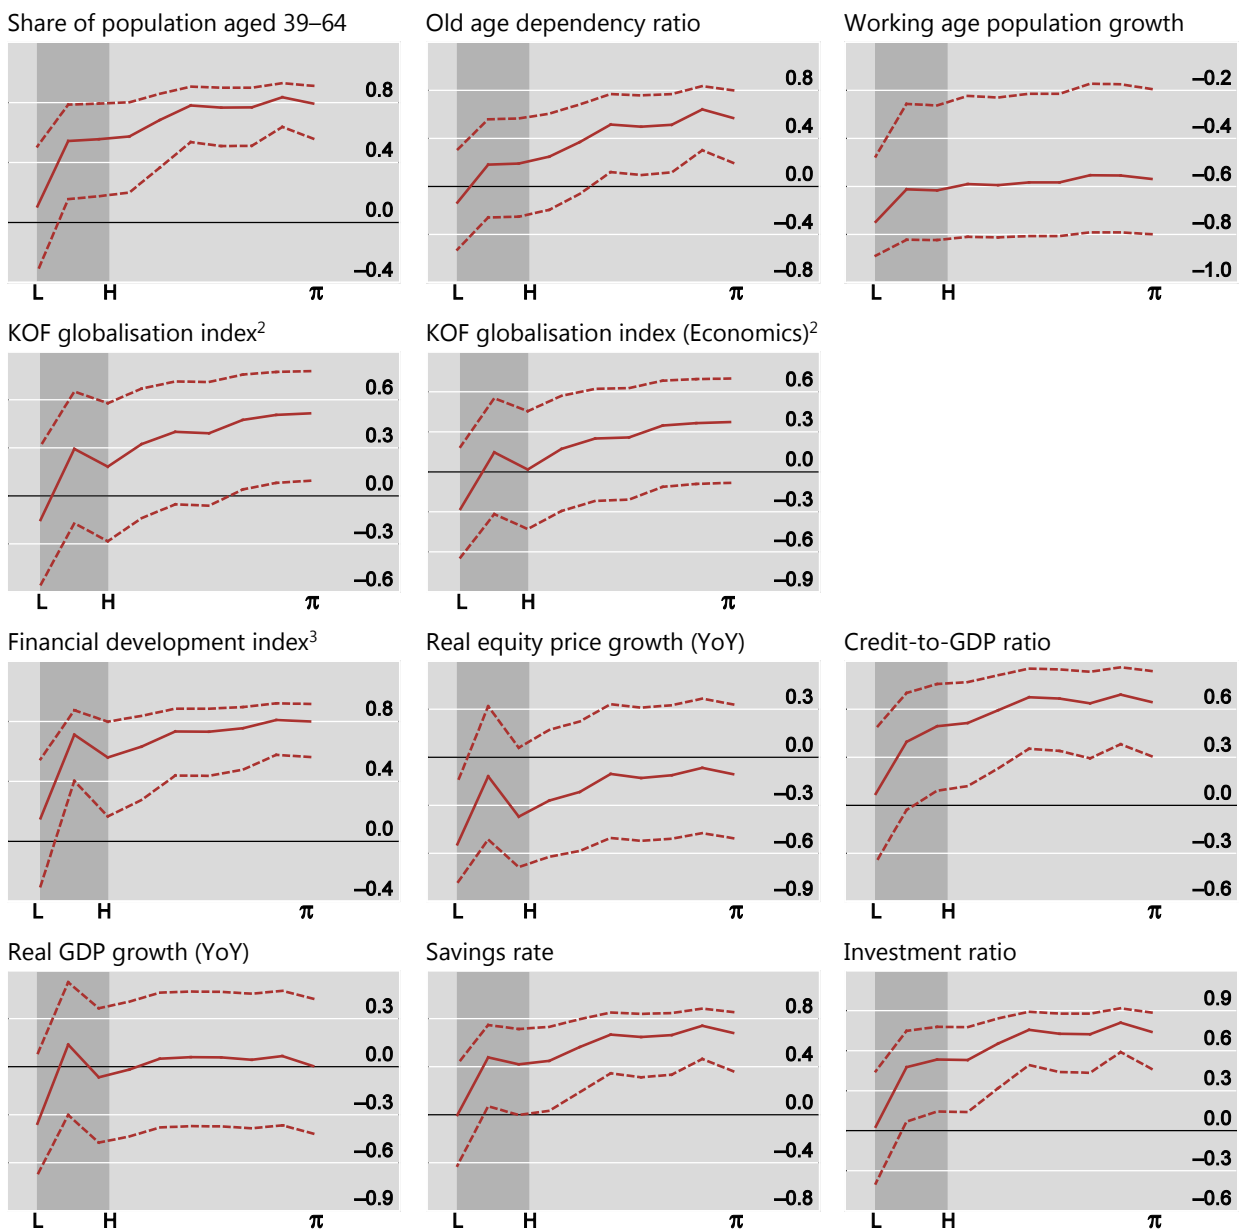 Share of population aged 39–64
0.8
0.4
0.0
–0.4
L H π
Old age dependency ratio
0.8
0.4
0.0
–0.4
–0.8
L H π
Working age population growth
–0.2
–0.4
–0.6
–0.8
–1.0
L H π
KOF globalisation index²
0.6
0.3
0.0
–0.3
–0.6
L H π
KOF globalisation index (Economics)²
0.6
0.3
0.0
–0.3
–0.6
–0.9
L H π
Financial development index³
0.8
0.4
0.0
–0.4
L H π
Real equity price growth (YoY)
0.3
0.0
–0.3
–0.6
–0.9
L H π
Credit-to-GDP ratio
0.6
0.3
0.0
–0.3
–0.6
L H π
Real GDP growth (YoY)
0.3
0.0
–0.3
–0.6
–0.9
L H π
Savings rate
0.8
0.4
0.0
–0.4
–0.8
L H π
Investment ratio
0.9
0.6
0.3
0.0
–0.3
–0.6
L H π